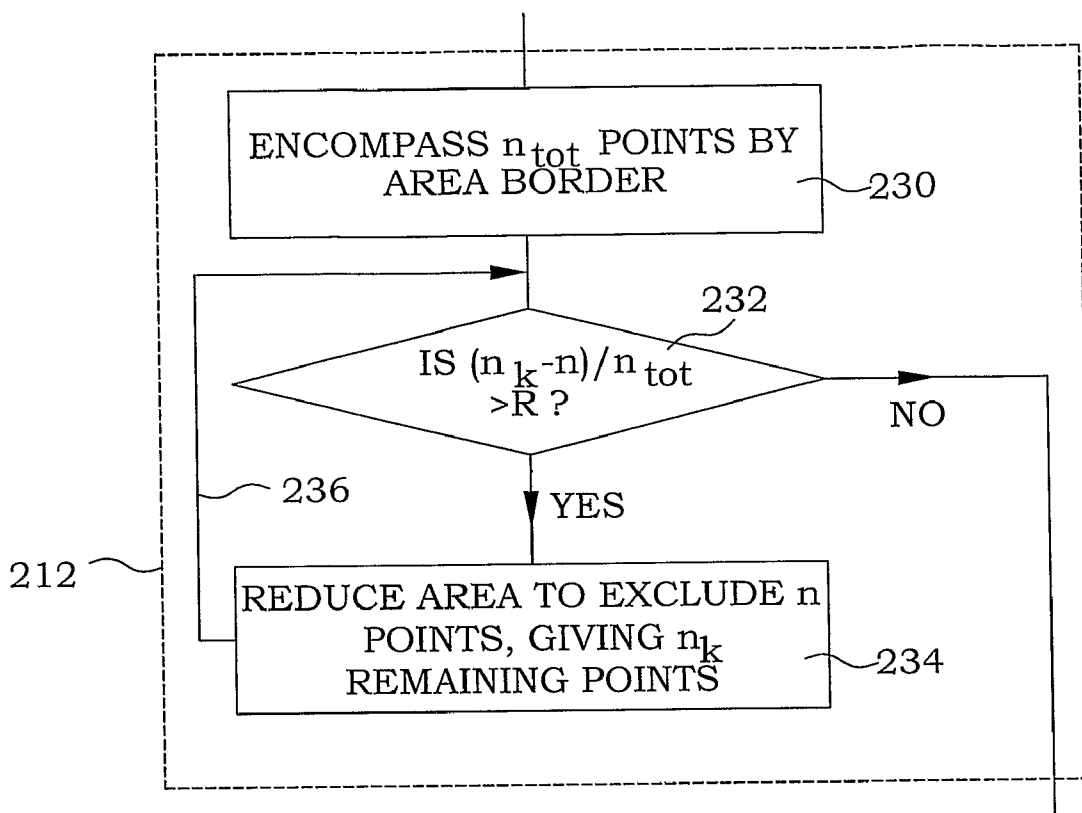 ENCOMPASS n_tot POINTS BY
AREA BORDER
230
232
IS (n_k-n)/n_tot
>R ?
NO
236
YES
212
REDUCE AREA TO EXCLUDE n
POINTS, GIVING n_k
REMAINING POINTS
234